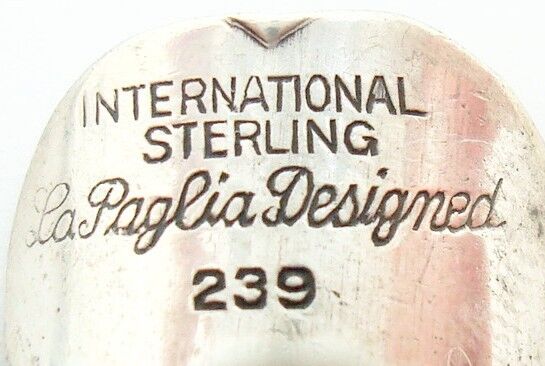 INTERNATIONAL
STERLING
La Paglia Designed
239